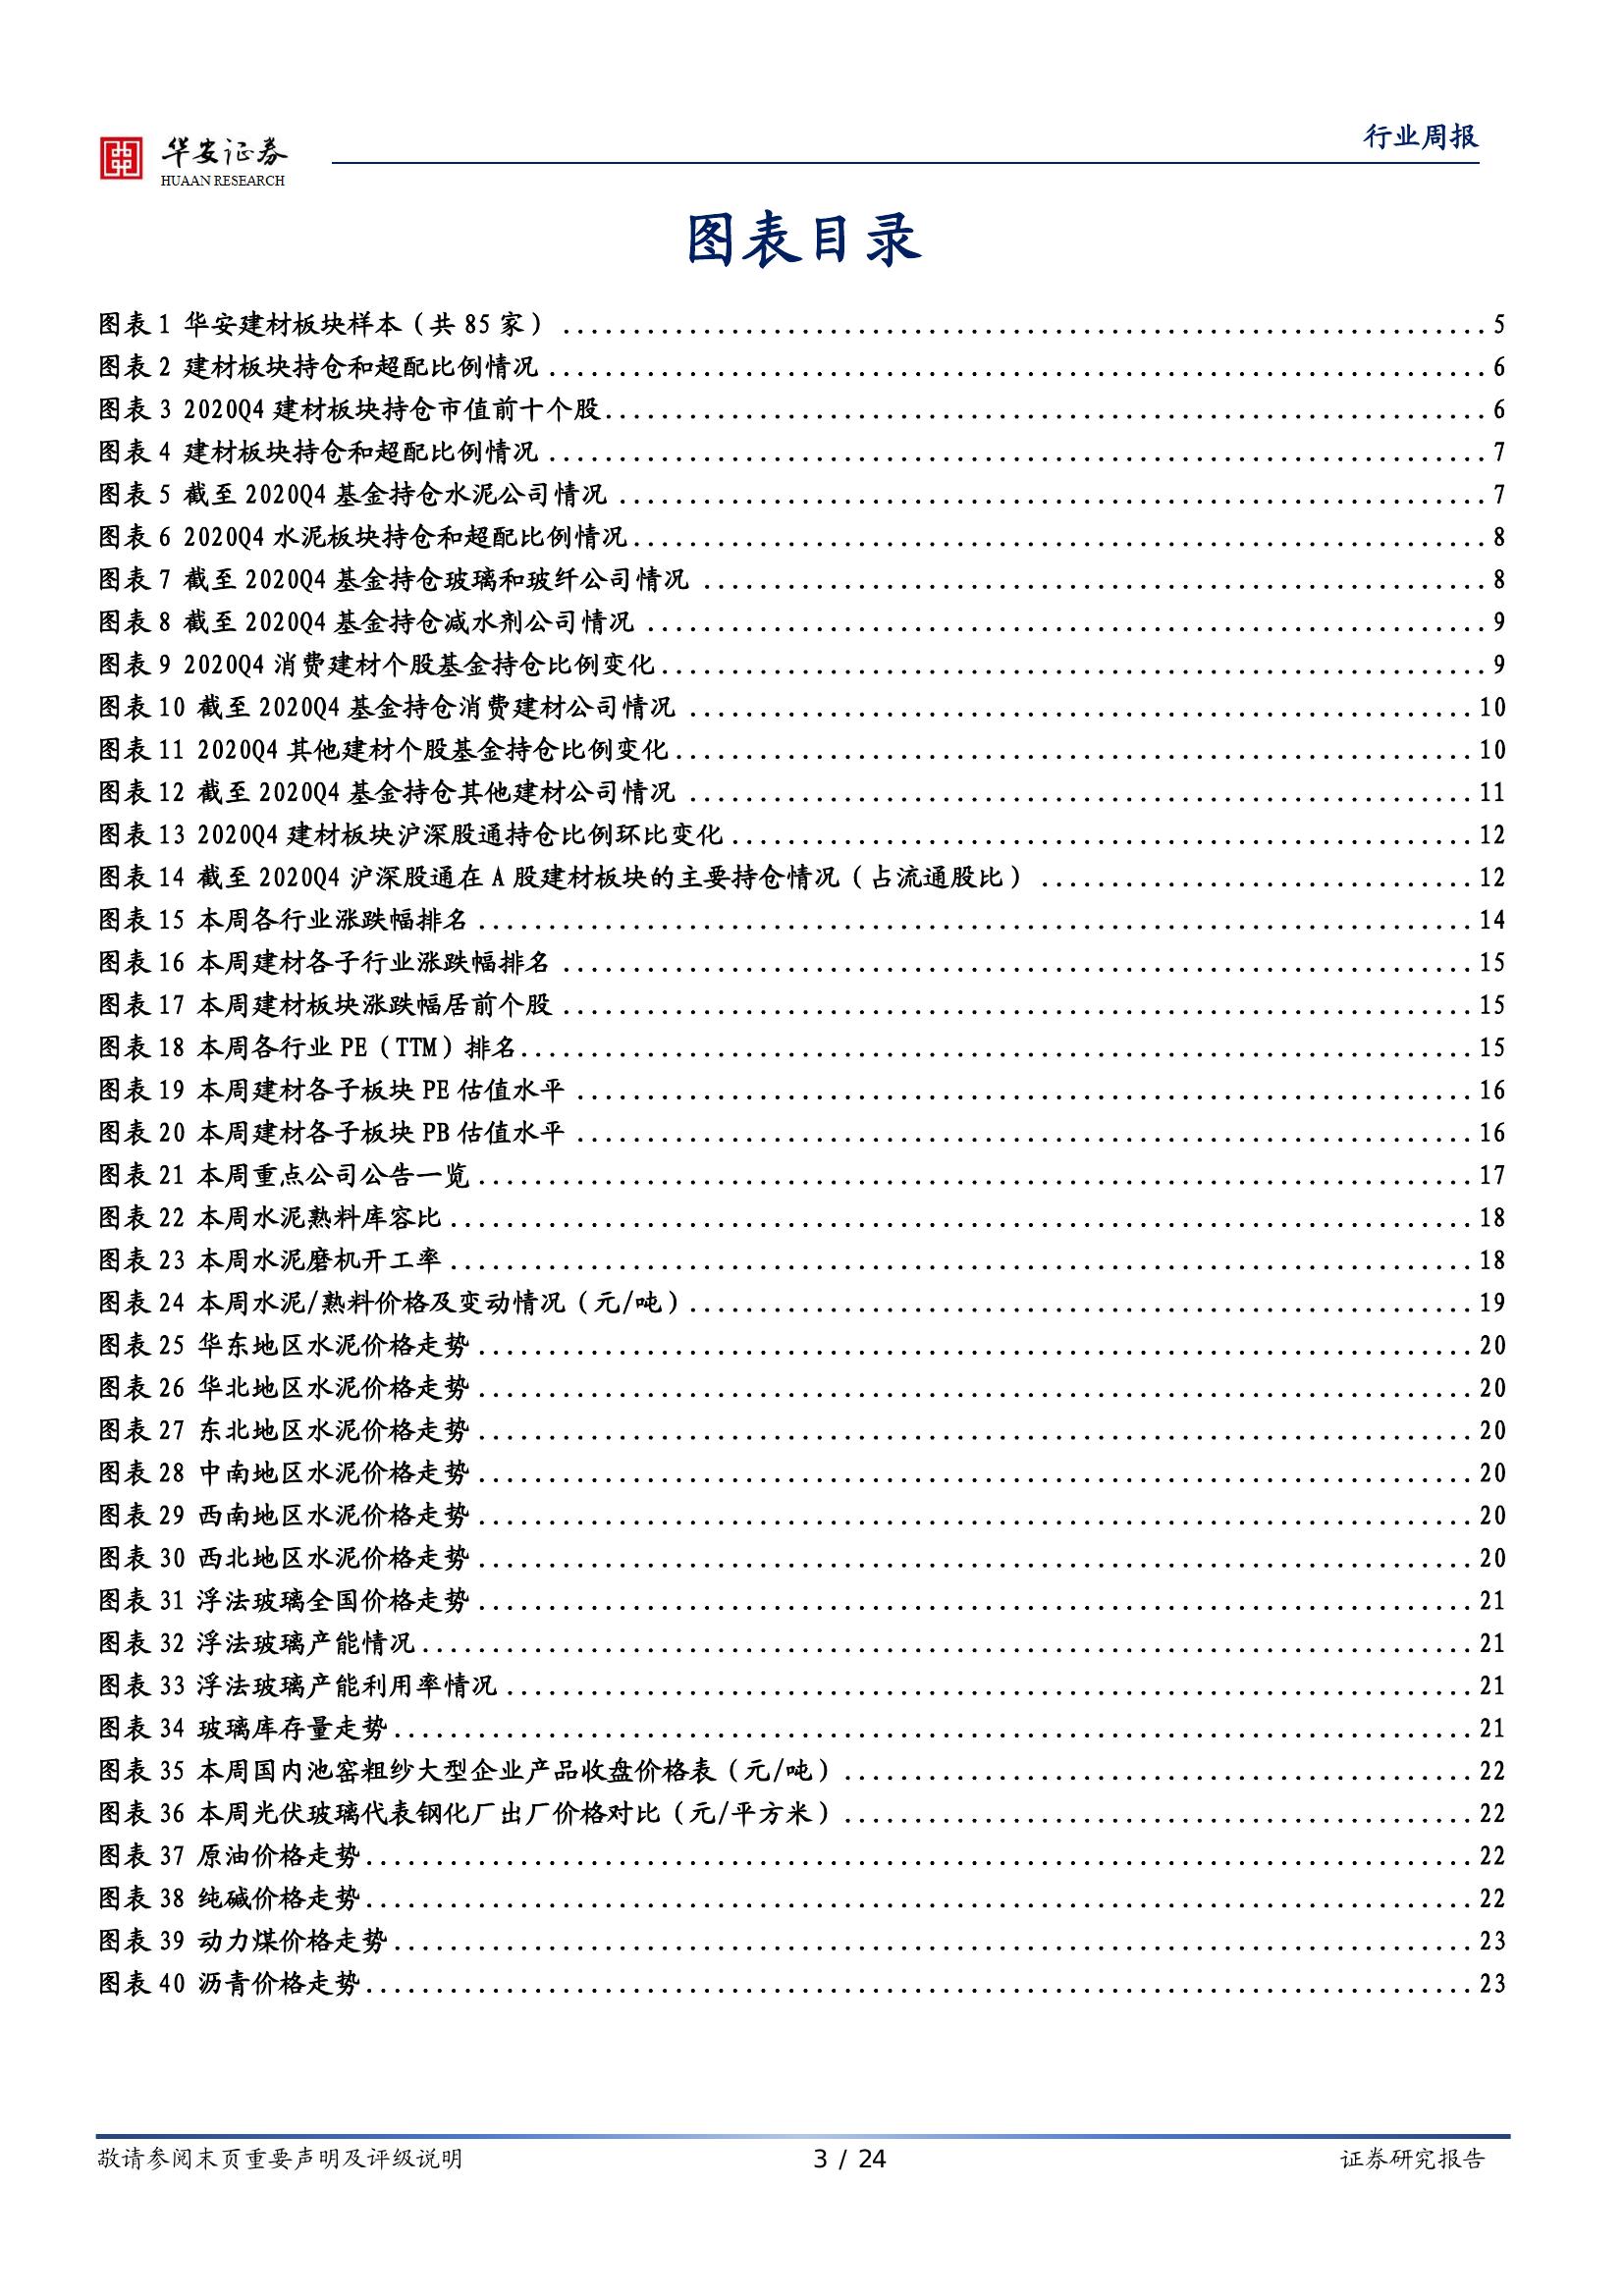 华安证券
HUAAN RESEARCH
行业周报
图表目录
图表 1 华安建材板块样本（共 85 家） 5
图表 2 建材板块持仓和超配比例情况 6
图表 3 2020Q4 建材板块持仓市值前十个股 6
图表 4 建材板块持仓和超配比例情况 7
图表 5 截至 2020Q4 基金持仓水泥公司情况 7
图表 6 2020Q4 水泥板块持仓和超配比例情况 8
图表 7 截至 2020Q4 基金持仓玻璃和玻纤公司情况 8
图表 8 截至 2020Q4 基金持仓减水剂公司情况 9
图表 9 2020Q4 消费建材个股基金持仓比例变化 9
图表 10 截至 2020Q4 基金持仓消费建材公司情况 10
图表 11 2020Q4 其他建材个股基金持仓比例变化 10
图表 12 截至 2020Q4 基金持仓其他建材公司情况 11
图表 13 2020Q4 建材板块沪深股通持仓比例环比变化 12
图表 14 截至 2020Q4 沪深股通在 A 股建材板块的主要持仓情况（占流通股比） 12
图表 15 本周各行业涨跌幅排名 14
图表 16 本周建材各子行业涨跌幅排名 15
图表 17 本周建材板块涨跌幅居前个股 15
图表 18 本周各行业 PE（TTM）排名 15
图表 19 本周建材各子板块 PE 估值水平 16
图表 20 本周建材各子板块 PB 估值水平 16
图表 21 本周重点公司公告一览 17
图表 22 本周水泥熟料库容比 18
图表 23 本周水泥磨机开工率 18
图表 24 本周水泥/熟料价格及变动情况（元/吨） 19
图表 25 华东地区水泥价格走势 20
图表 26 华北地区水泥价格走势 20
图表 27 东北地区水泥价格走势 20
图表 28 中南地区水泥价格走势 20
图表 29 西南地区水泥价格走势 20
图表 30 西北地区水泥价格走势 20
图表 31 浮法玻璃全国价格走势 21
图表 32 浮法玻璃产能情况 21
图表 33 浮法玻璃产能利用率情况 21
图表 34 玻璃库存量走势 21
图表 35 本周国内池窑粗纱大型企业产品收盘价格表（元/吨） 22
图表 36 本周光伏玻璃代表钢化厂出厂价格对比（元/平方米） 22
图表 37 原油价格走势 22
图表 38 纯碱价格走势 22
图表 39 动力煤价格走势 23
图表 40 沥青价格走势 23
敬请参阅末页重要声明及评级说明 3 / 24 证券研究报告